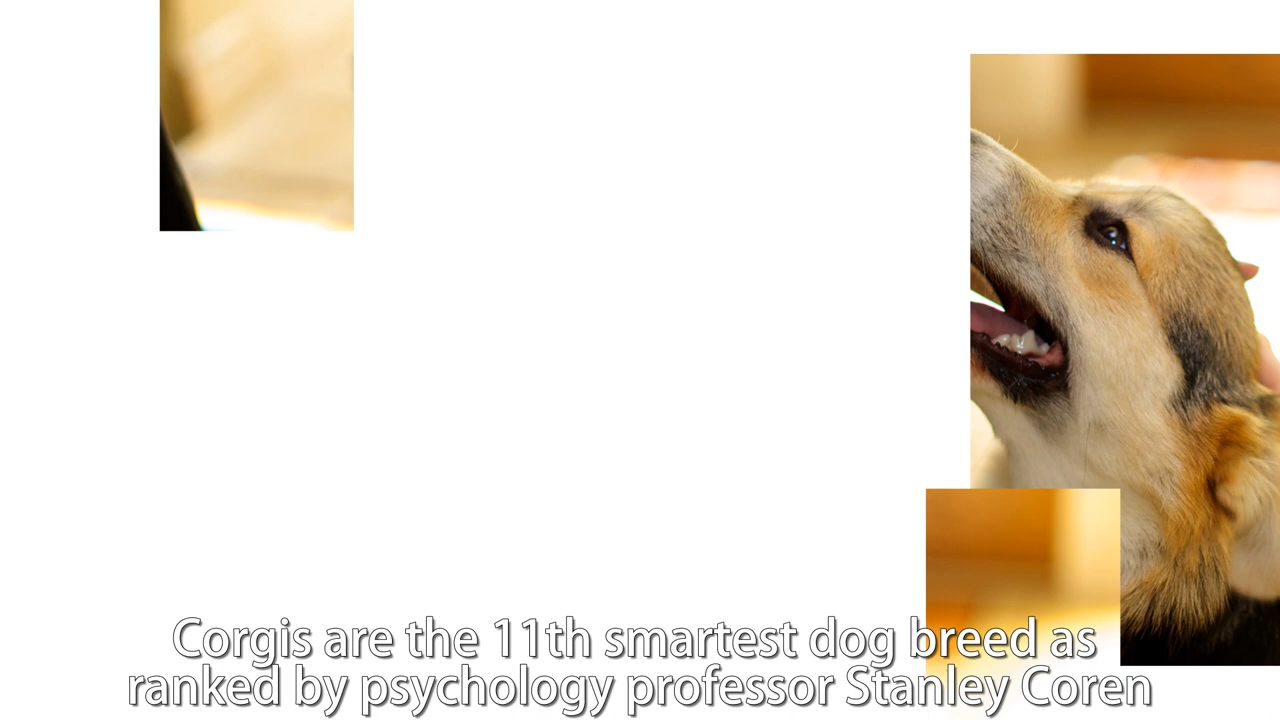 Corgis are the 11th smartest dog breed as
ranked by psychology professor Stanley Coren